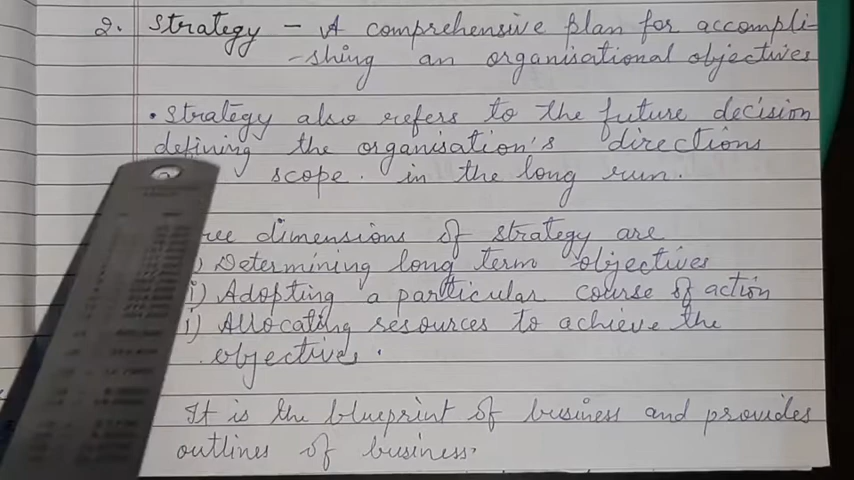 2. Strategy - A comprehensive plan for accompli-
-shing an organisational objectives
• Strategy also refers to the future decision
defining the organisation's directions
scope. in the long run.
dimensions of strategy are
) Determining long term objectives
i) Adopting a particular course of action
i) Allocating resources to achieve the
objectives.
It is the blueprint of business and provides
outlines of business.